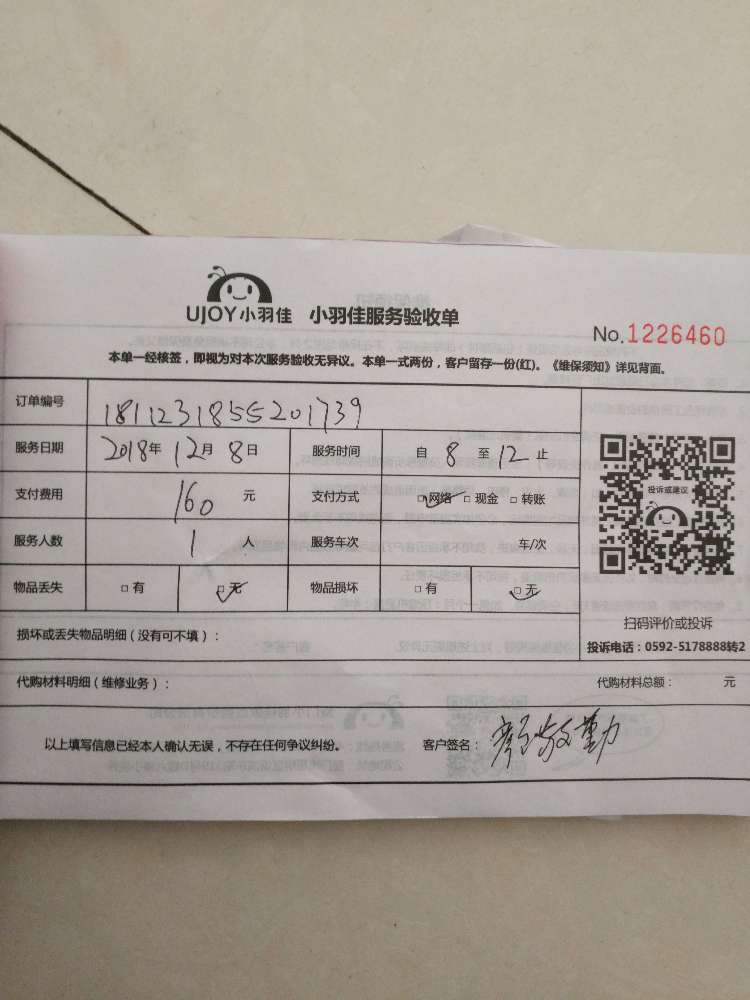 UJOY小羽佳 小羽佳服务验收单
No.1226460
本单一经核签，即视为对本次服务验收无异议。本单一式两份，客户留存一份(红)。《维保须知》详见背面。
订单编号 181123185520 1739
服务日期 2018年 12月 8日 服务时间 自 8 至 12 止
支付费用 160 元 支付方式 □网络 □现金 □转账
投诉或建议
服务人数 1 人 服务车次 车/次
物品丢失 □有 □无 物品损坏 □有 □无
扫码评价或投诉
损坏或丢失物品明细（没有可不填）：
投诉电话：0592-5178888转2
代购材料明细（维修业务）： 代购材料总额： 元
以上填写信息已经本人确认无误，不存在任何争议纠纷。 客户签名：